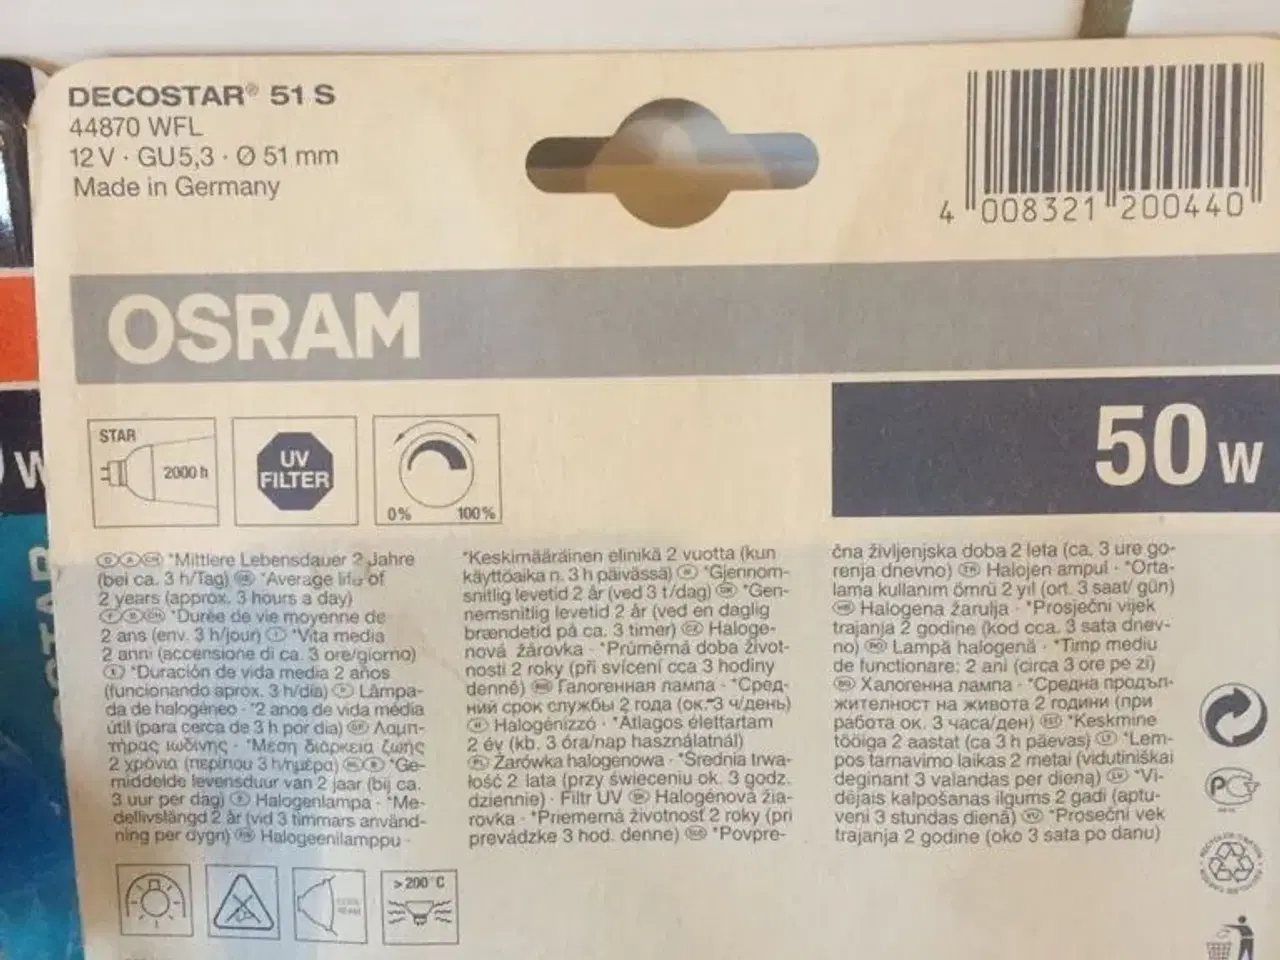 DECOSTAR® 51 S
44870 WFL
12 V · GU5,3 · Ø 51 mm
Made in Germany
4 008321 200440
OSRAM
50 W
STAR
2000 h
UV
FILTER
0% 100%
*Mittlere Lebensdauer 2 Jahre
(bei ca. 3 h/Tag) *Average life of
2 years (approx. 3 hours a day)
*Durée de vie moyenne de
2 ans (env. 3 h/jour) *Vita media
2 anni (accensione di ca. 3 ore/giorno)
*Duración de vida media 2 años
(funcionando aprox. 3 h/día) Lâmpa-
da de halogéneo · *2 anos de vida média
útil (para cerca de 3 h por dia) Λαμπ-
τήρας ιωδίνης · *Μέση διάρκεια ζωής
2 χρόνια (περίπου 3 h/ημέρα) *Ge-
middelde levensduur van 2 jaar (bij ca.
3 uur per dag) Halogenlampa · *Me-
dellivslängd 2 år (vid 3 timmars använd-
ning per dygn) Halogeenilamppu ·
*Keskimääräinen elinikä 2 vuotta (kun
käyttöaika n. 3 h päivässä) *Gjennom-
snitlig levetid 2 år (ved 3 t/dag) *Gen-
nemsnitlig levetid 2 år (ved en daglig
brændetid på ca. 3 timer) Haloge-
nová žárovka · *Průměrná doba život-
nosti 2 roky (při svícení cca 3 hodiny
denně) Галогенная лампа · *Сред-
ний срок службы 2 года (ок. 3 ч/день)
Halogénizzó · *Átlagos élettartam
2 év (kb. 3 óra/nap használatnál)
Żarówka halogenowa · *Średnia trwa-
łość 2 lata (przy świeceniu ok. 3 godz.
dziennie) · Filtr UV Halogénová žia-
rovka · *Priemerná životnosť 2 roky (pri
prevádzke 3 hod. denne) *Povpre-
čna življenjska doba 2 leta (ca. 3 ure go-
renja dnevno) Halojen ampul · *Orta-
lama kullanım ömrü 2 yıl (ort. 3 saat/ gün)
Halogena žarulja · *Prosječni vijek
trajanja 2 godine (kod cca. 3 sata dnev-
no) Lampă halogenă · *Timp mediu
de functionare: 2 ani (circa 3 ore pe zi)
Халогенна лампа · *Средна продъл-
жителност на живота 2 години (при
работа ок. 3 часа/ден) *Keskmine
tööiga 2 aastat (ca 3 h päevas) *Lem-
pos tarnavimo laikas 2 metai (vidutiniškai
deginant 3 valandas per dieną) *Vi-
dējais kalpošanas ilgums 2 gadi (aptu-
veni 3 stundas dienā) *Prosečni vek
trajanja 2 godine (oko 3 sata po danu)
> 200°C